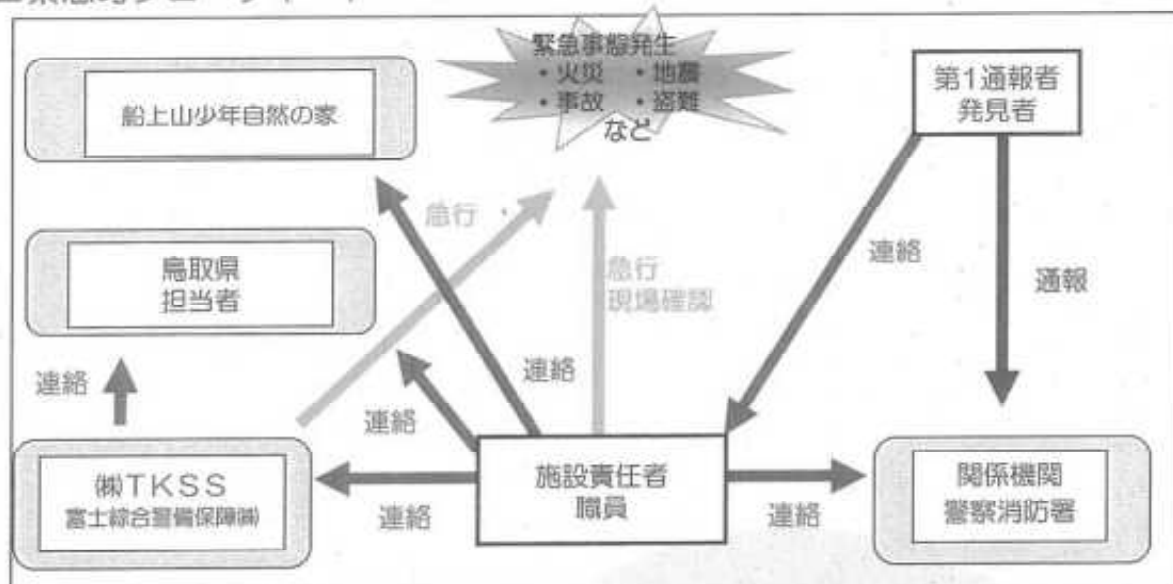 緊急事態発生
・火災 ・地震
・事故 ・盗難
など
第1通報者
発見者
船上山少年自然の家
急行
鳥取県
担当者
急行
現場確認
連絡
通報
連絡
連絡
連絡
㈱TKSS
富士綜合警備保障㈱
連絡
施設責任者
職員
連絡
関係機関
警察消防署